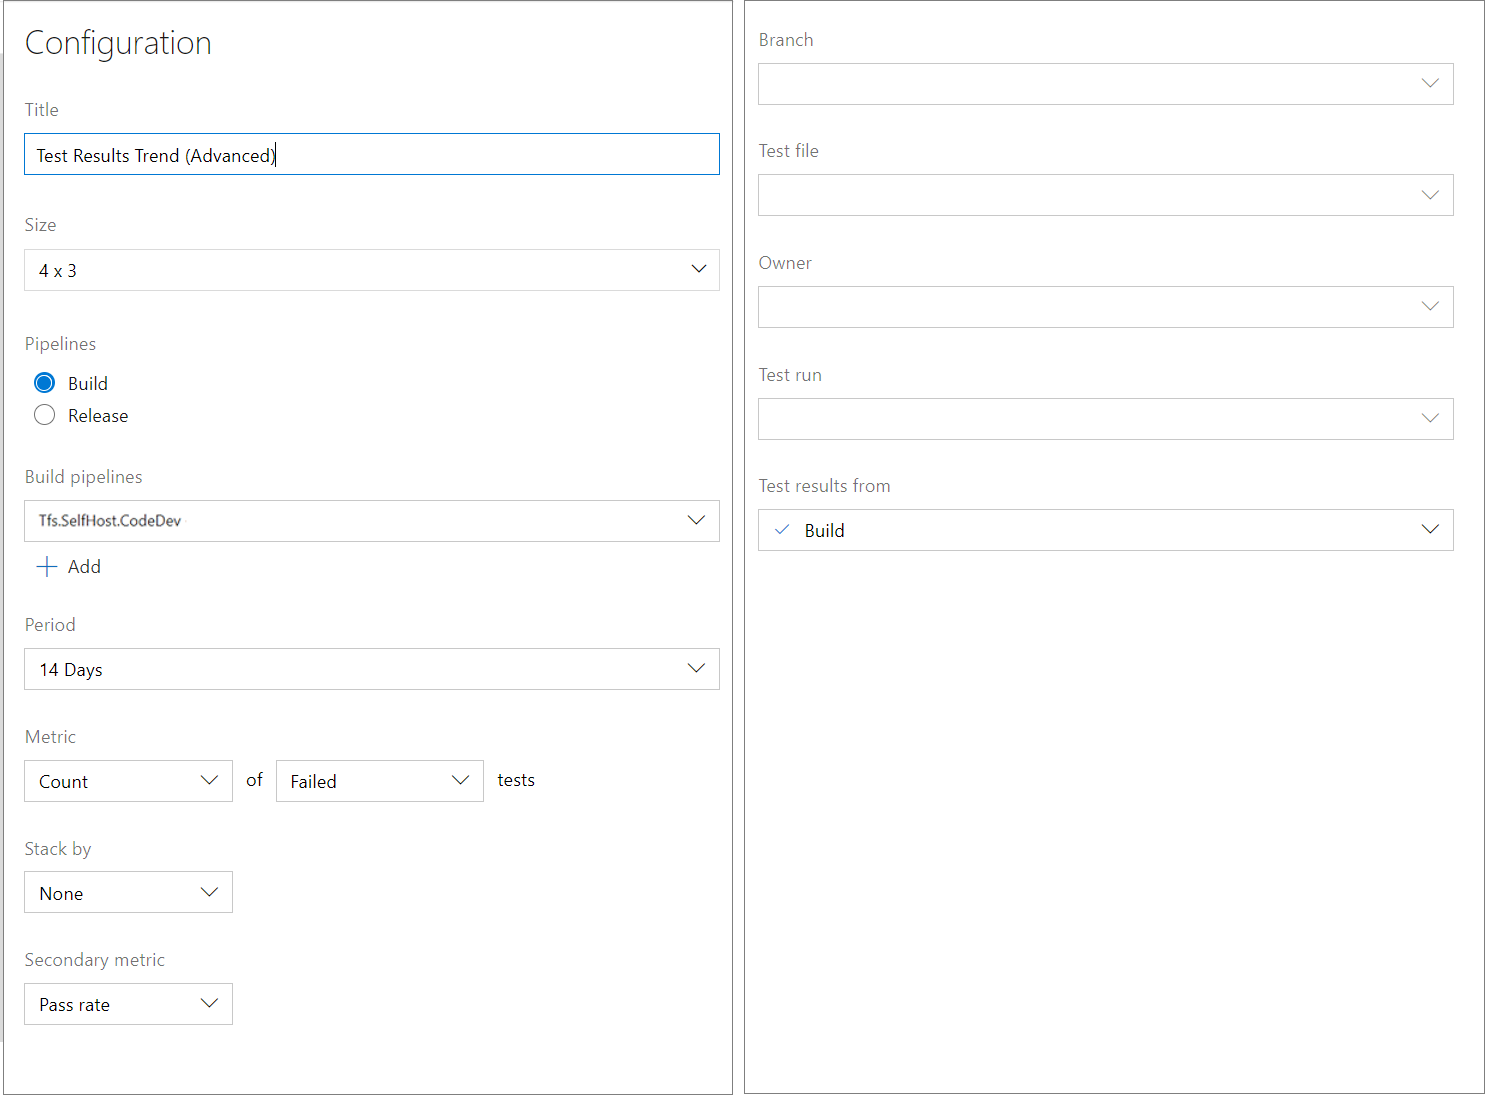 Configuration
Title
Test Results Trend (Advanced)
Size
4 x 3
Pipelines
Build
Release
Build pipelines
Tfs.SelfHost.CodeDev
Add
Period
14 Days
Metric
Count of Failed tests
Stack by
None
Secondary metric
Pass rate
Branch
Test file
Owner
Test run
Test results from
Build